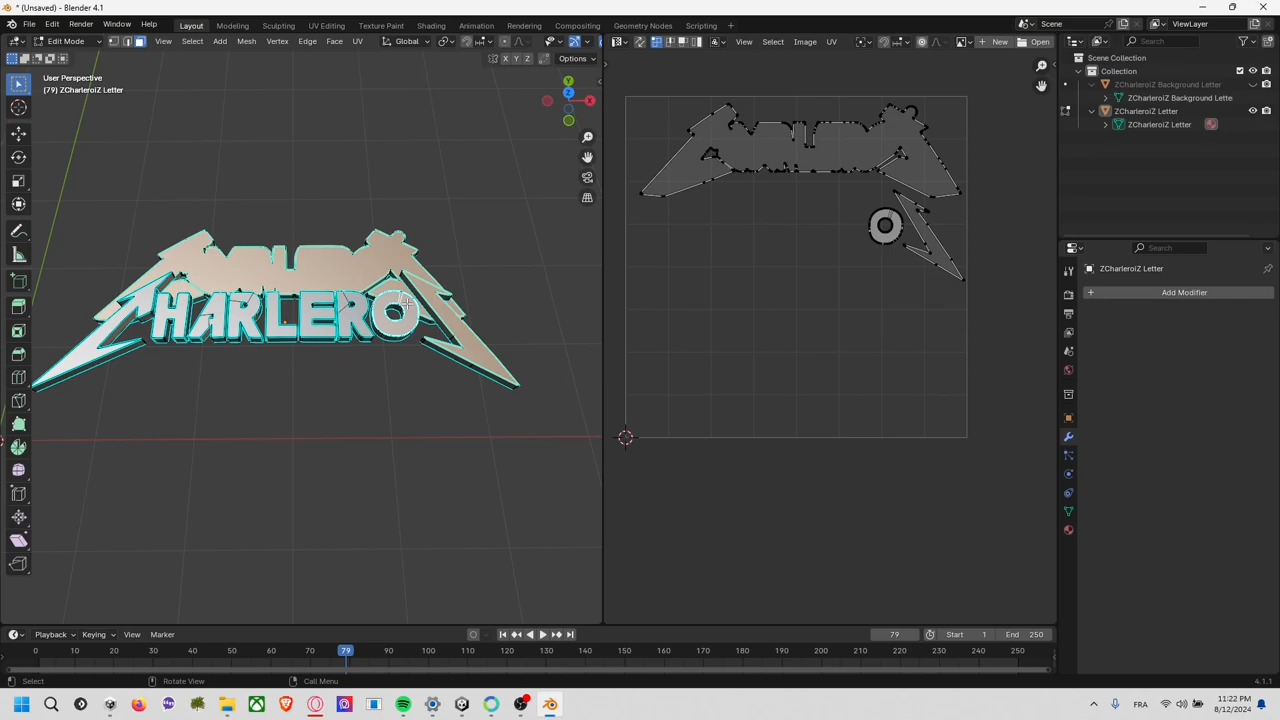 * (Unsaved) - Blender 4.1
File Edit Render Window Help Layout Modeling Sculpting UV Editing Texture Paint Shading Animation Rendering Compositing Geometry Nodes Scripting + Scene ViewLayer
Edit Mode View Select Add Mesh Vertex Edge Face UV Global View Select Image UV + New Open Search
X Y Z Options
User Perspective
(79) ZCharleroiZ Letter
Y
Z
X
HARLERO
Scene Collection
Collection
ZCharleroiZ Background Letter
ZCharleroiZ Background Lette
ZCharleroiZ Letter
ZCharleroiZ Letter
Search
ZCharleroiZ Letter
+ Add Modifier
Playback Keying View Marker 79 Start 1 End 250
0 10 20 30 40 50 60 70 79 90 100 110 120 130 140 150 160 170 180 190 200 210 220 230 240 250
Select Rotate View Call Menu 4.1.1
FRA 11:22 PM
8/12/2024